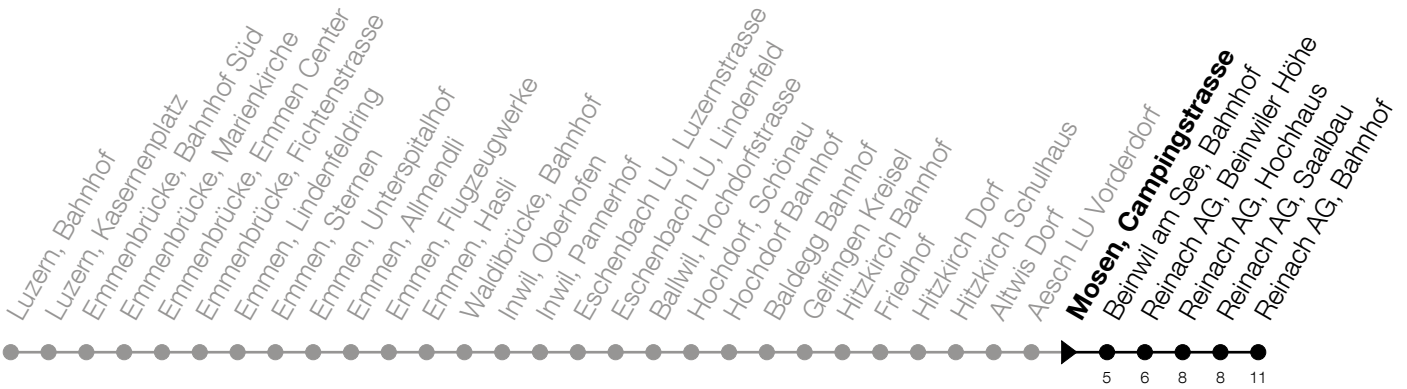 Luzern, Bahnhof
Luzern, Kasernenplatz
Emmenbrücke, Bahnhof Süd
Emmenbrücke, Marienkirche
Emmenbrücke, Emmen Center
Emmenbrücke, Fichtenstrasse
Emmen, Lindenfeldring
Emmen, Sternen
Emmen, Unterspitalhof
Emmen, Allmendli
Emmen, Flugzeugwerke
Emmen, Hasli
Waldibrücke, Bahnhof
Inwil, Oberhofen
Inwil, Pannerhof
Eschenbach LU, Luzernstrasse
Eschenbach LU, Lindenfeld
Ballwil, Hochdorfstrasse
Hochdorf, Schönau
Hochdorf Bahnhof
Baldegg Bahnhof
Gelfingen Kreisel
Hitzkirch Bahnhof
Friedhof
Hitzkirch Dorf
Hitzkirch Schulhaus
Altwis Dorf
Aesch LU Vorderdorf
Mosen, Campingstrasse
Beinwil am See, Bahnhof
Reinach AG, Beinwiler Höhe
Reinach AG, Hochhaus
Reinach AG, Saalbau
Reinach AG, Bahnhof
5 6 8 8 11